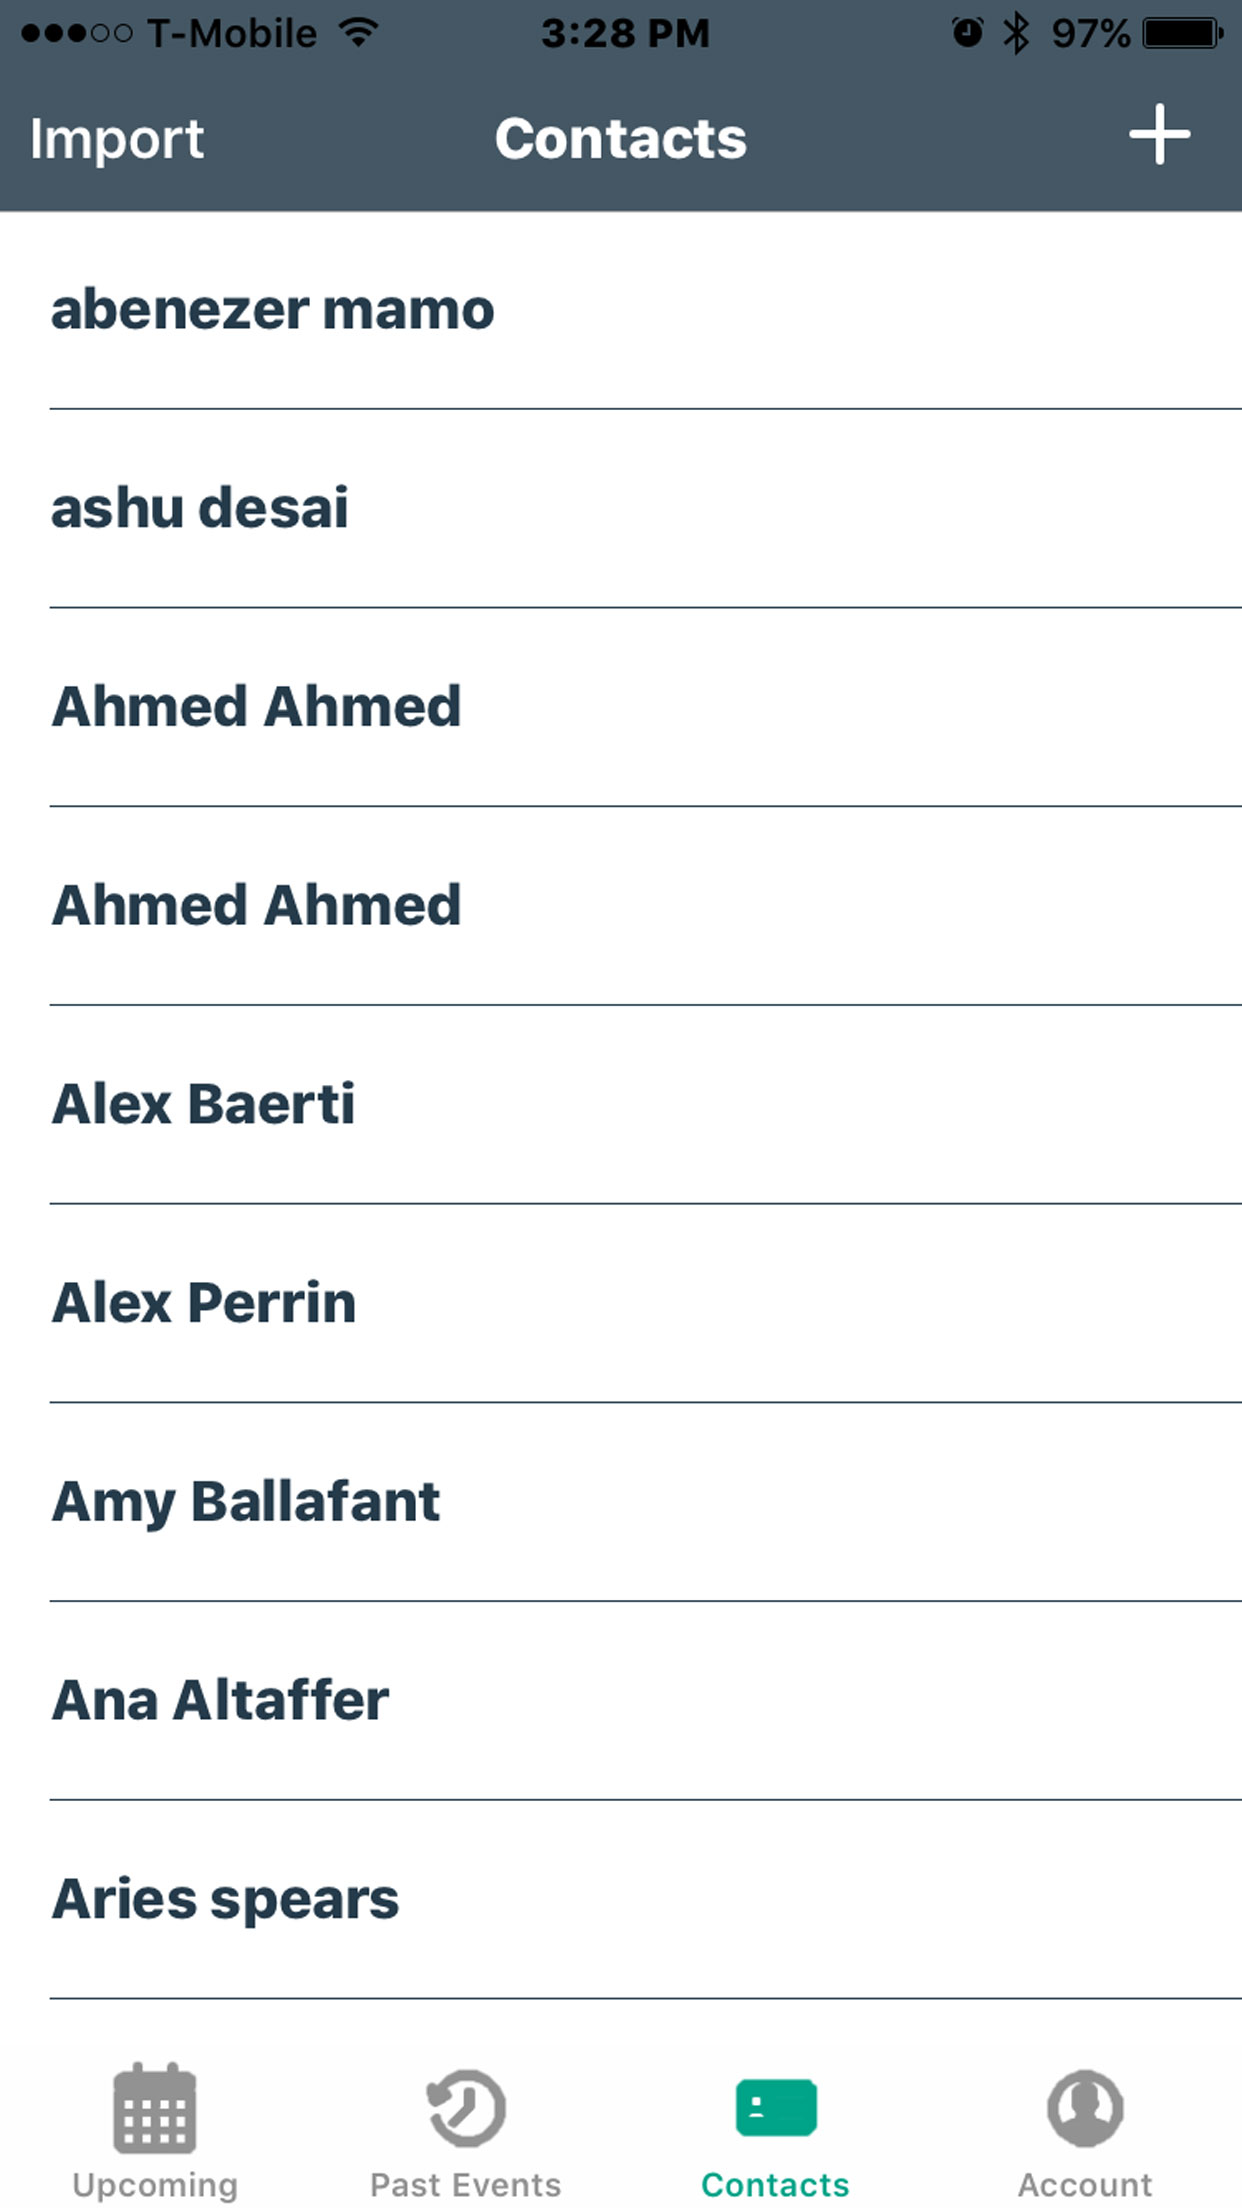 T-Mobile 3:28 PM 97%
Import Contacts +
abenezer mamo
ashu desai
Ahmed Ahmed
Ahmed Ahmed
Alex Baerti
Alex Perrin
Amy Ballafant
Ana Altaffer
Aries spears
Upcoming Past Events Contacts Account